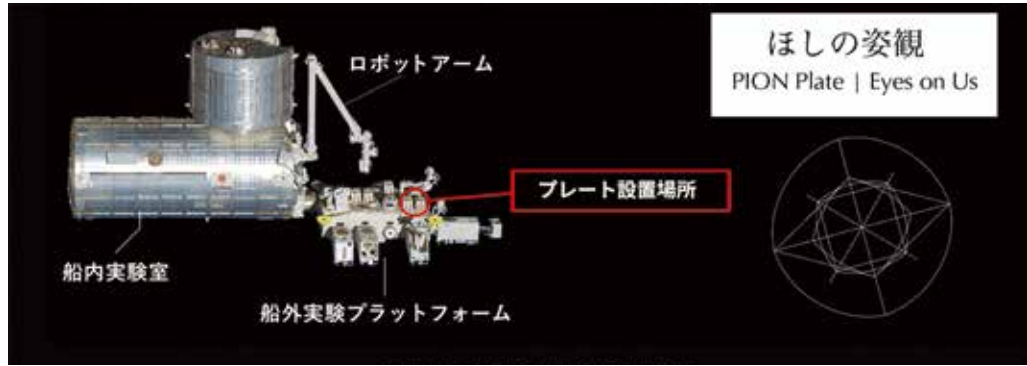 ほしの姿観
PION Plate | Eyes on Us
ロボットアーム
プレート設置場所
船内実験室
船外実験プラットフォーム